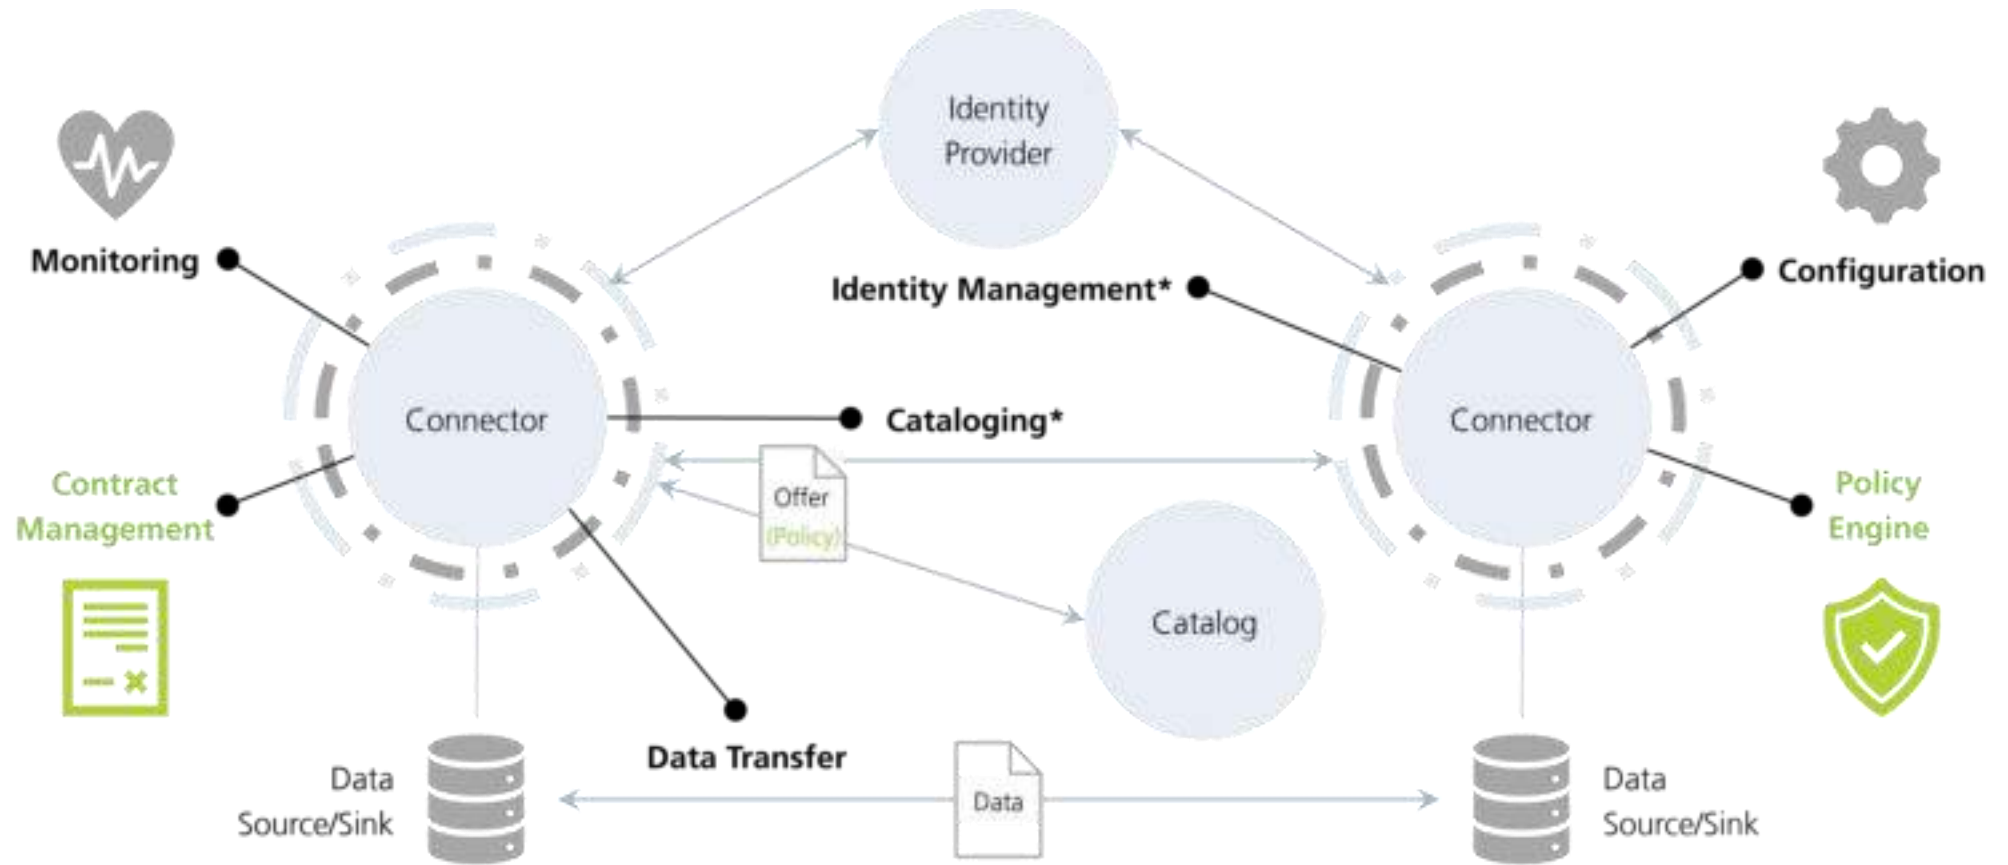 Identity
Provider
Monitoring
Configuration
Identity Management*
Connector
Cataloging*
Connector
Contract
Management
Offer
(Policy)
Policy
Engine
Catalog
Data Transfer
Data
Source/Sink
Data
Data
Source/Sink